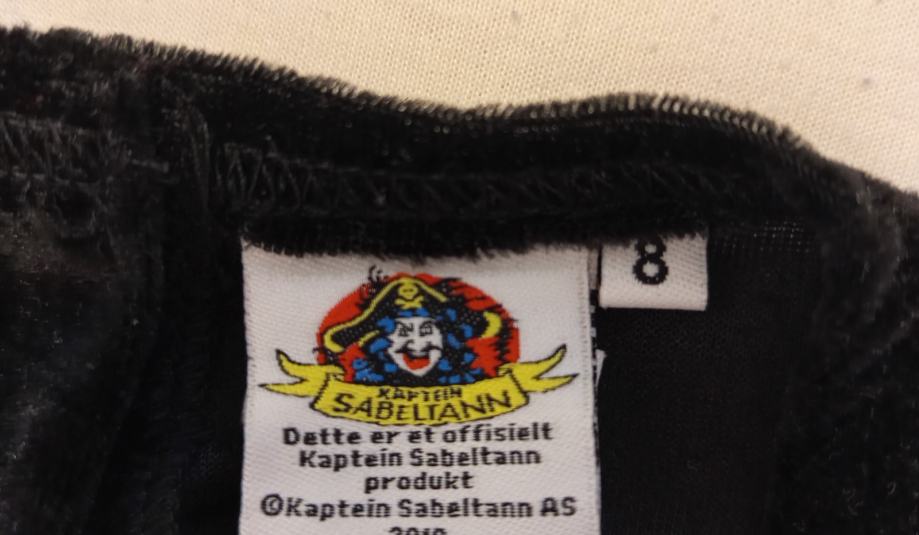 8
KAPTEIN
SABELTANN
Dette er et offisielt
Kaptein Sabeltann
produkt
©Kaptein Sabeltann AS